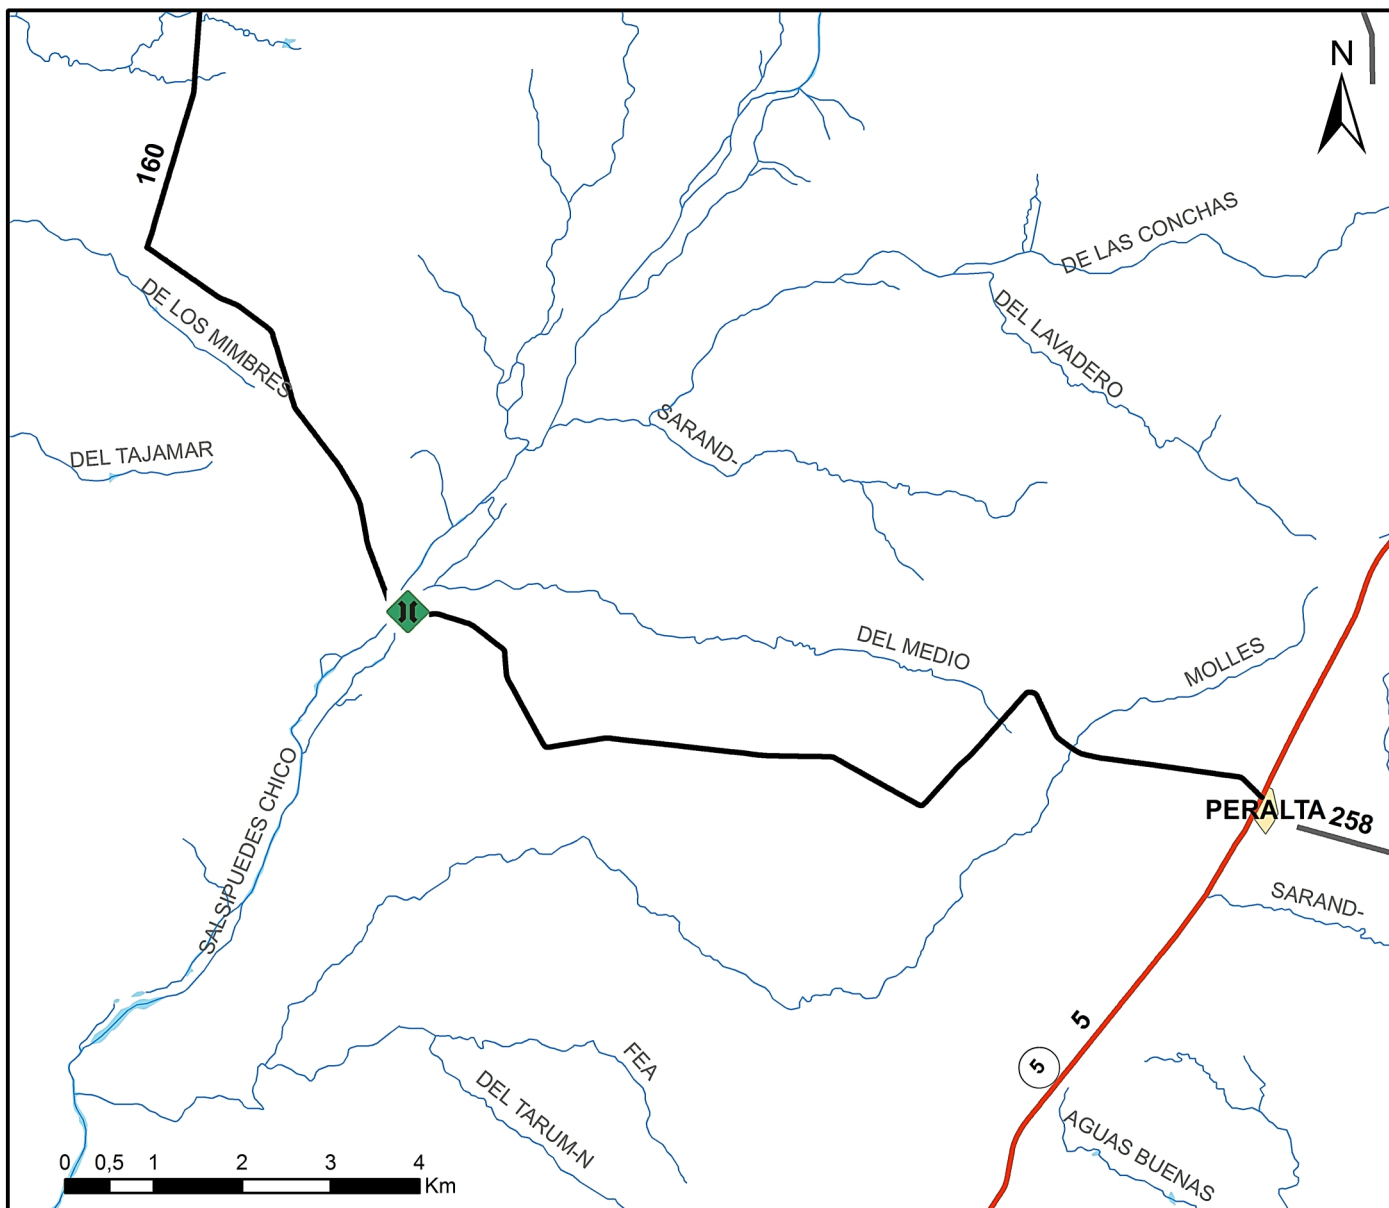 N
160
DE LAS CONCHAS
DE LOS MIMBRES
DEL LAVADERO
SARAND-
DEL TAJAMAR
DEL MEDIO
MOLLES
SALSIPUEDES CHICO
PERALTA
258
SARAND-
5
5
FEA
DEL TARUM-N
AGUAS BUENAS
0 0,5 1 2 3 4
Km